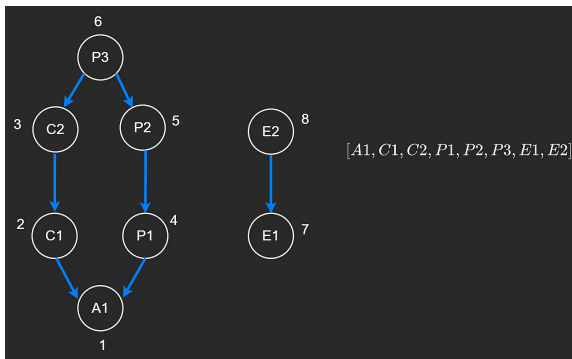 6
P3
3
C2
P2
5
E2
8
[A1, C1, C2, P1, P2, P3, E1, E2]
2
C1
P1
4
E1
7
A1
1